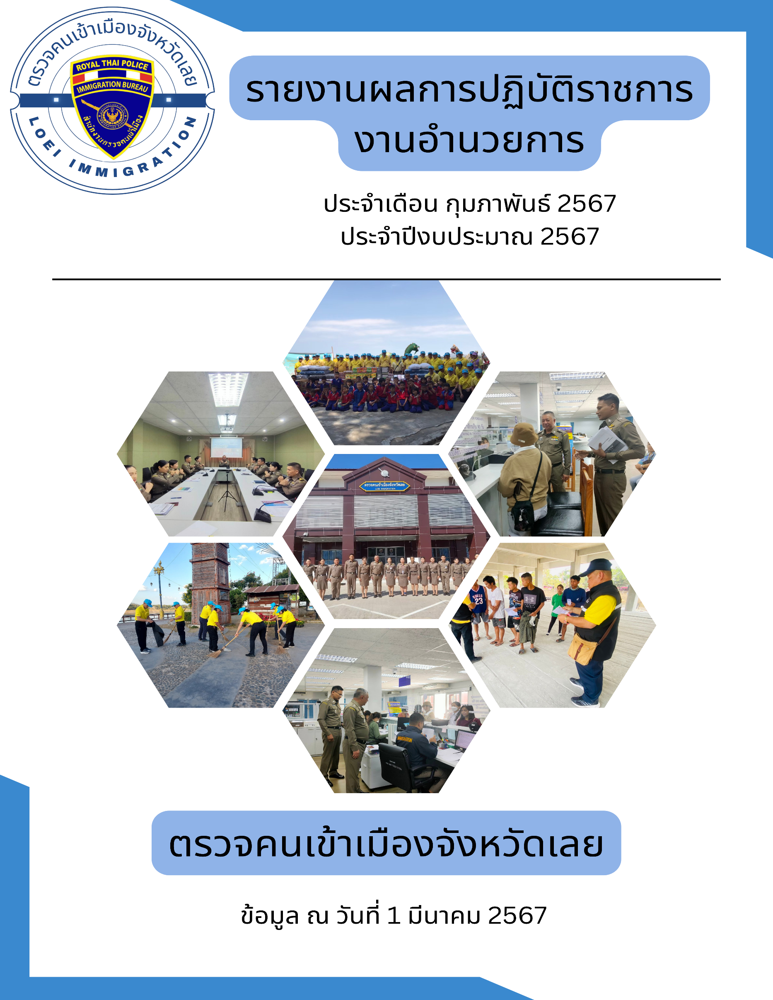 ตรวจคนเข้าเมืองจังหวัดเลย
ROYAL THAI POLICE
IMMIGRATION BUREAU
สำนักงานตรวจคนเข้าเมือง
LOEI IMMIGRATION
รายงานผลการปฏิบัติราชการ
งานอำนวยการ
ประจำเดือน กุมภาพันธ์ 2567
ประจำปีงบประมาณ 2567
ตรวจคนเข้าเมืองจังหวัดเลย
LOEI IMMIGRATION
BULLS
23
IMMIGRATION
ตรวจคนเข้าเมืองจังหวัดเลย
ข้อมูล ณ วันที่ 1 มีนาคม 2567